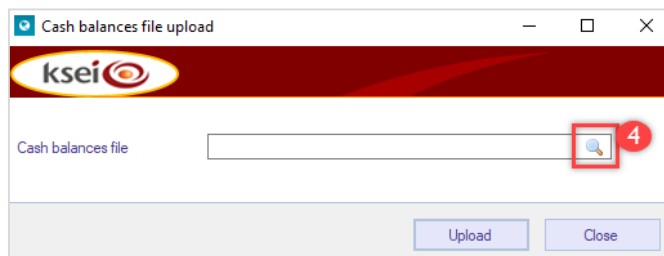 Cash balances file upload
ksei
Cash balances file
4
Upload
Close